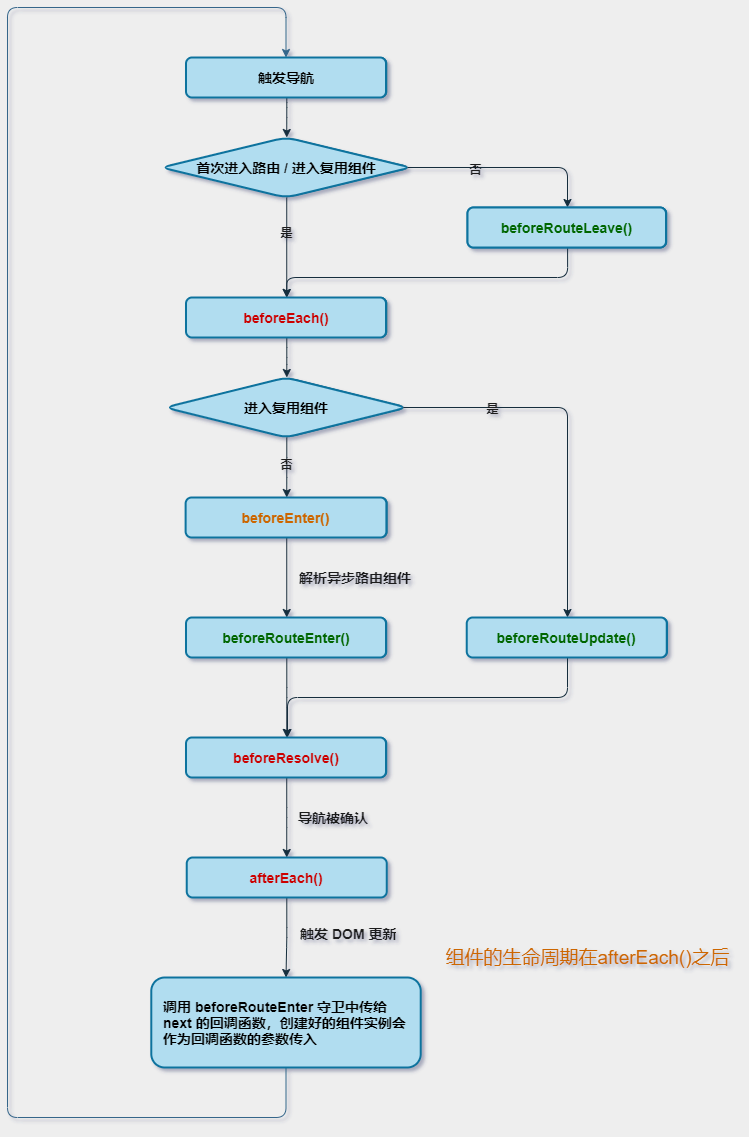 触发导航
首次进入路由 / 进入复用组件
否
beforeRouteLeave()
是
beforeEach()
进入复用组件
是
否
beforeEnter()
解析异步路由组件
beforeRouteEnter()
beforeRouteUpdate()
beforeResolve()
导航被确认
afterEach()
触发 DOM 更新
组件的生命周期在afterEach()之后
调用 beforeRouteEnter 守卫中传给
next 的回调函数，创建好的组件实例会
作为回调函数的参数传入